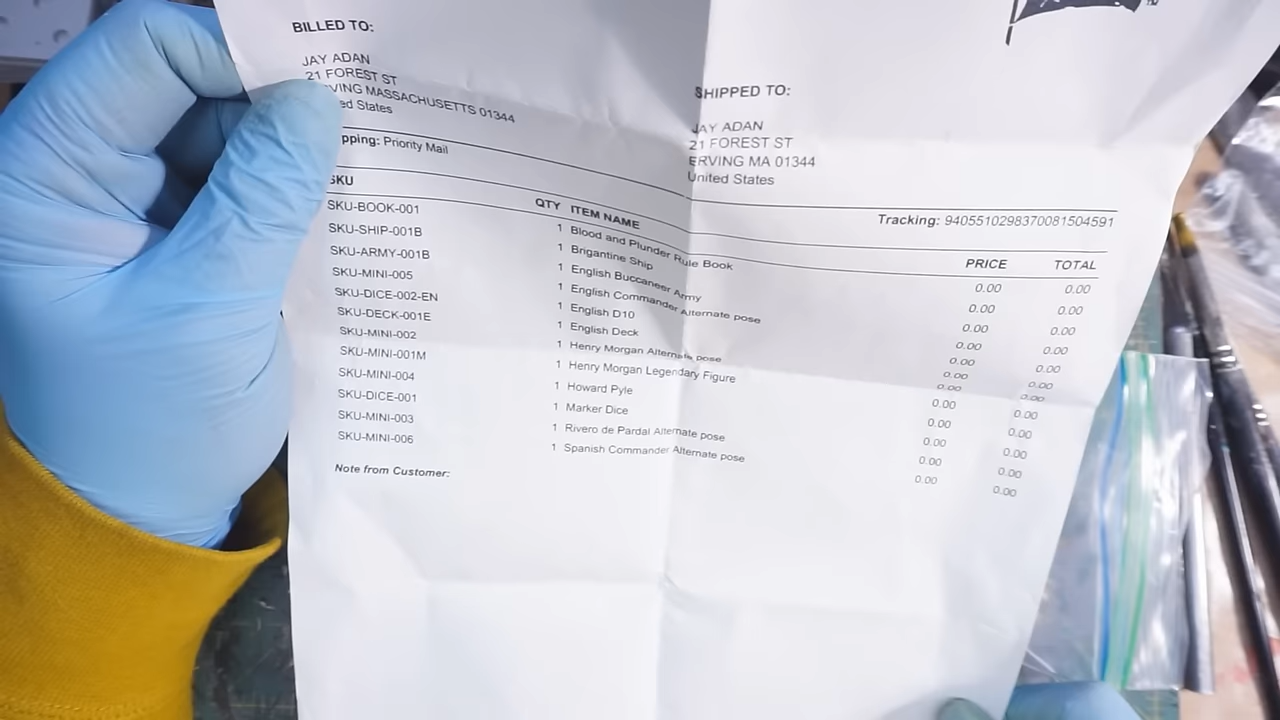 BILLED TO:
JAY ADAN
21 FOREST ST
VING MASSACHUSETTS 01344
ed States
SHIPPED TO:
JAY ADAN
21 FOREST ST
ERVING MA 01344
United States
pping: Priority Mail
Tracking: 9405510298370081504591
SKU QTY ITEM NAME PRICE TOTAL
SKU-BOOK-001 1 Blood and Plunder Rule Book 0.00 0.00
SKU-SHIP-001B 1 Brigantine Ship 0.00 0.00
SKU-ARMY-001B 1 English Buccaneer Army 0.00 0.00
SKU-MINI-005 1 English Commander Alternate pose 0.00 0.00
SKU-DICE-002-EN 1 English D10 0.00 0.00
SKU-DECK-001E 1 English Deck 0.00 0.00
SKU-MINI-002 1 Henry Morgan Alternate pose 0.00 0.00
SKU-MINI-001M 1 Henry Morgan Legendary Figure 0.00 0.00
SKU-MINI-004 1 Howard Pyle 0.00 0.00
SKU-DICE-001 1 Marker Dice 0.00 0.00
SKU-MINI-003 1 Rivero de Pardal Alternate pose 0.00 0.00
SKU-MINI-006 1 Spanish Commander Alternate pose 0.00 0.00
Note from Customer: